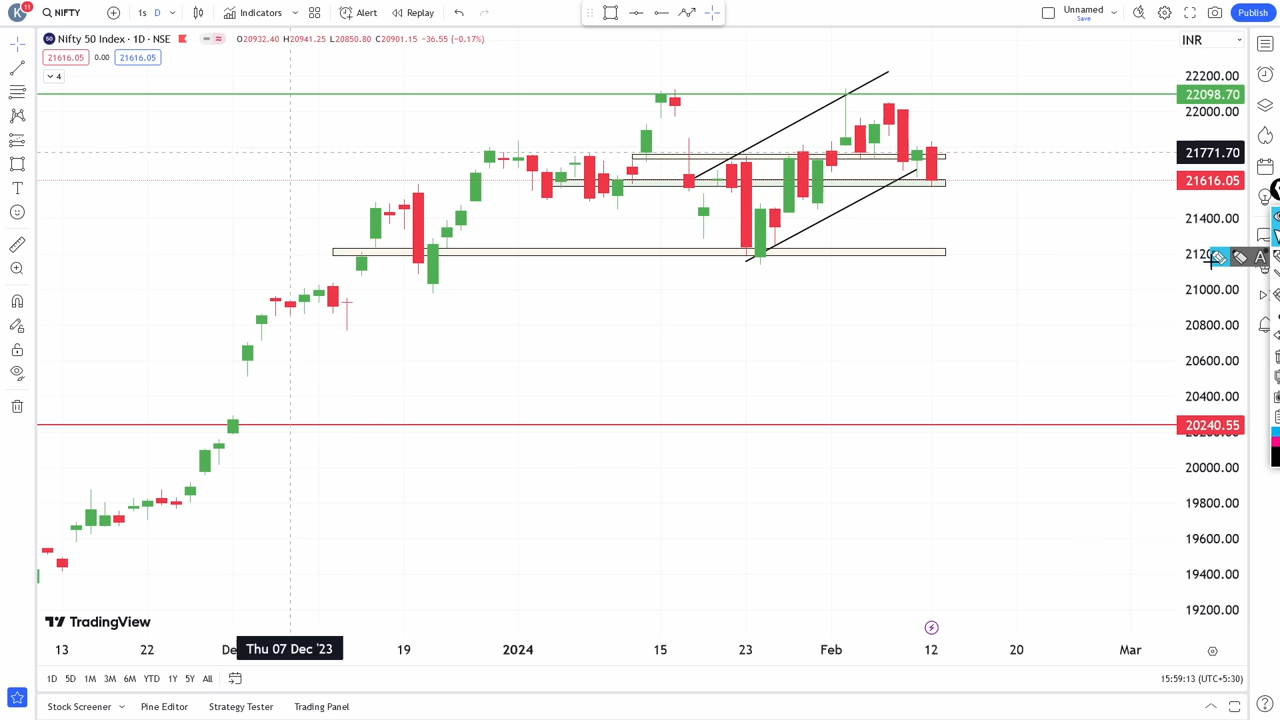 K 11 NIFTY 1s D Indicators Alert Replay Unnamed Save Publish
50 Nifty 50 Index · 1D · NSE O20932.40 H20941.25 L20850.80 C20901.15 −36.55 (−0.17%) INR
21616.05 0.00 21616.05
4
22200.00
22098.70
22000.00
21771.70
21616.05
21400.00
21000.00
20800.00
20600.00
20400.00
20240.55
20000.00
19800.00
19600.00
19400.00
19200.00
A
TradingView
13 22 Thu 07 Dec '23 19 2024 15 23 Feb 12 20 Mar
1D 5D 1M 3M 6M YTD 1Y 5Y All 15:59:13 (UTC+5:30)
Stock Screener Pine Editor Strategy Tester Trading Panel